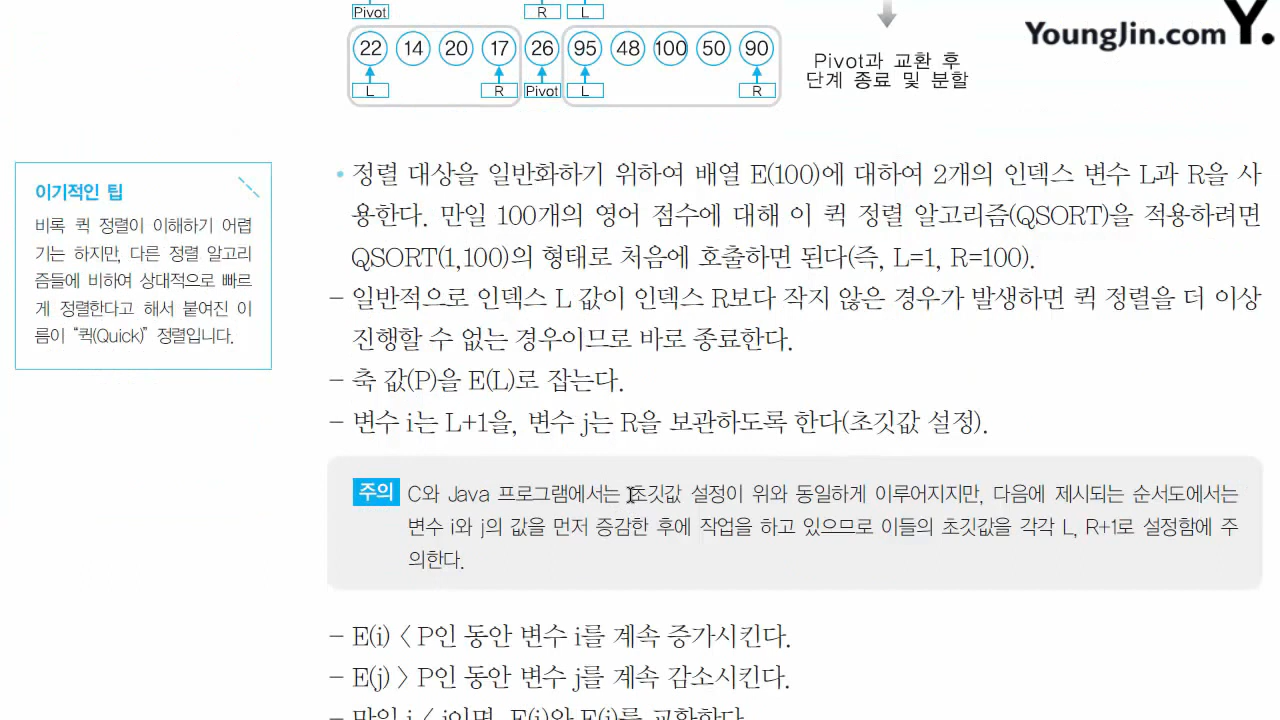 Pivot R L
YoungJin.com Y.
22 14 20 17 26 95 48 100 50 90
L R Pivot L R
Pivot과 교환 후
단계 종료 및 분할
이기적인 팁
비록 퀵 정렬이 이해하기 어렵
기는 하지만, 다른 정렬 알고리
즘들에 비하여 상대적으로 빠르
게 정렬한다고 해서 붙여진 이
름이 “퀵(Quick)” 정렬입니다.
• 정렬 대상을 일반화하기 위하여 배열 E(100)에 대하여 2개의 인덱스 변수 L과 R을 사
용한다. 만일 100개의 영어 점수에 대해 이 퀵 정렬 알고리즘(QSORT)을 적용하려면
QSORT(1,100)의 형태로 처음에 호출하면 된다(즉, L=1, R=100).
– 일반적으로 인덱스 L 값이 인덱스 R보다 작지 않은 경우가 발생하면 퀵 정렬을 더 이상
진행할 수 없는 경우이므로 바로 종료한다.
– 축 값(P)을 E(L)로 잡는다.
– 변수 i는 L+1을, 변수 j는 R을 보관하도록 한다(초깃값 설정).
주의 C와 Java 프로그램에서는 초깃값 설정이 위와 동일하게 이루어지지만, 다음에 제시되는 순서도에서는
변수 i와 j의 값을 먼저 증감한 후에 작업을 하고 있으므로 이들의 초깃값을 각각 L, R+1로 설정함에 주
의한다.
– E(i) < P인 동안 변수 i를 계속 증가시킨다.
– E(j) > P인 동안 변수 j를 계속 감소시킨다.
– 만일 i < j이면, E(i)와 E(j)를 교환한다.